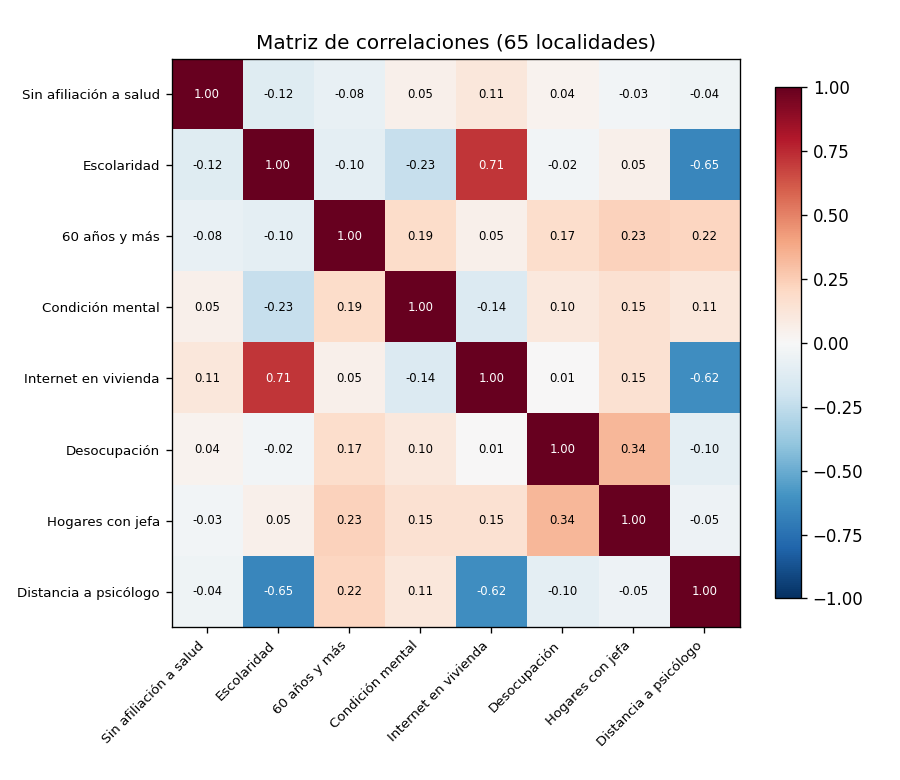 Matriz de correlaciones (65 localidades)
Sin afiliación a salud 1.00 -0.12 -0.08 0.05 0.11 0.04 -0.03 -0.04
Escolaridad -0.12 1.00 -0.10 -0.23 0.71 -0.02 0.05 -0.65
60 años y más -0.08 -0.10 1.00 0.19 0.05 0.17 0.23 0.22
Condición mental 0.05 -0.23 0.19 1.00 -0.14 0.10 0.15 0.11
Internet en vivienda 0.11 0.71 0.05 -0.14 1.00 0.01 0.15 -0.62
Desocupación 0.04 -0.02 0.17 0.10 0.01 1.00 0.34 -0.10
Hogares con jefa -0.03 0.05 0.23 0.15 0.15 0.34 1.00 -0.05
Distancia a psicólogo -0.04 -0.65 0.22 0.11 -0.62 -0.10 -0.05 1.00
Sin afiliación a salud
Escolaridad
60 años y más
Condición mental
Internet en vivienda
Desocupación
Hogares con jefa
Distancia a psicólogo
1.00
0.75
0.50
0.25
0.00
−0.25
−0.50
−0.75
−1.00